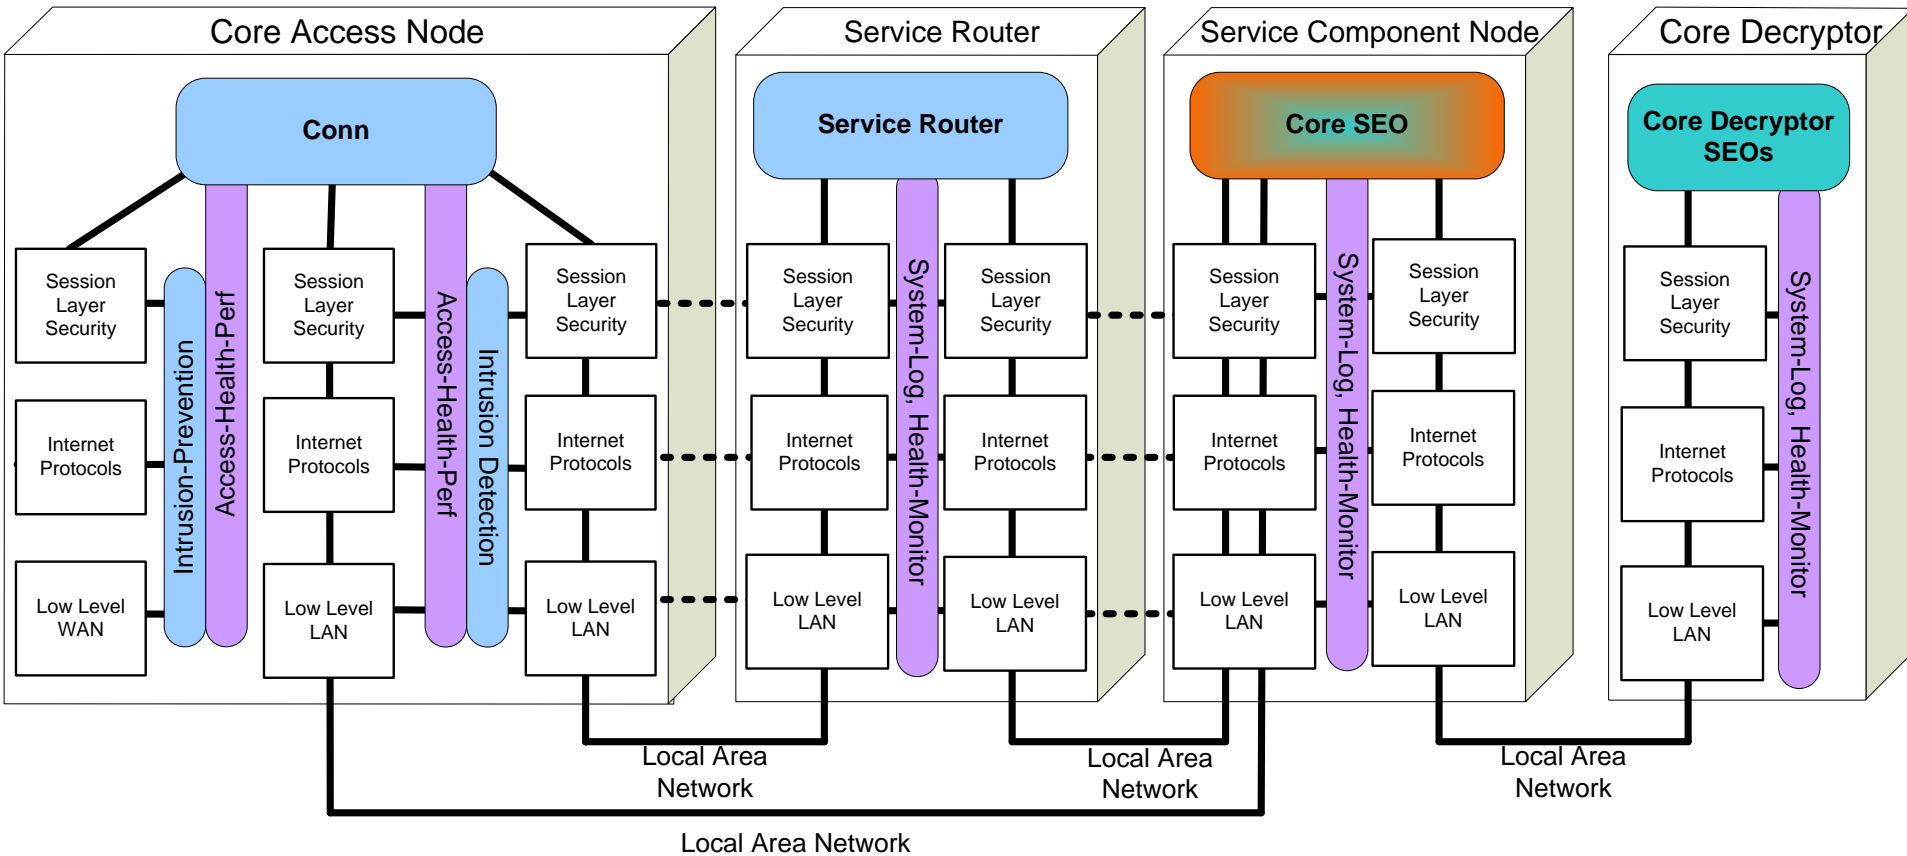 Core Access Node
Service Router
Service Component Node
Core Decryptor
Conn
Service Router
Core SEO
Core Decryptor
SEOs
Session
Layer
Security
Internet
Protocols
Low Level
WAN
Intrusion-Prevention
Access-Health-Perf
Session
Layer
Security
Internet
Protocols
Low Level
LAN
Access-Health-Perf
Intrusion Detection
Session
Layer
Security
Internet
Protocols
Low Level
LAN
Session
Layer
Security
Internet
Protocols
Low Level
LAN
System-Log, Health-Monitor
Session
Layer
Security
Internet
Protocols
Low Level
LAN
Session
Layer
Security
Internet
Protocols
Low Level
LAN
System-Log, Health-Monitor
Session
Layer
Security
Internet
Protocols
Low Level
LAN
Session
Layer
Security
Internet
Protocols
Low Level
LAN
System-Log, Health-Monitor
Local Area
Network
Local Area
Network
Local Area
Network
Local Area Network